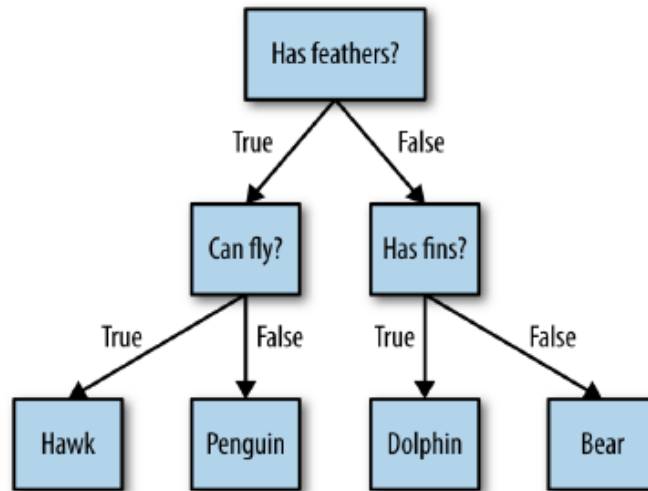 Has feathers?
True
False
Can fly?
Has fins?
True
False
True
False
Hawk
Penguin
Dolphin
Bear